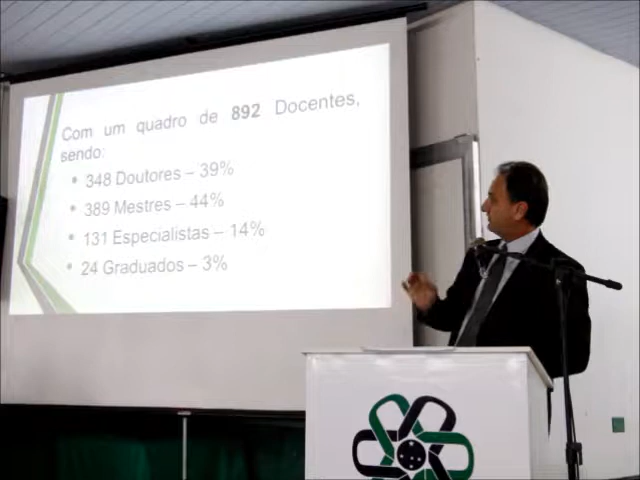 Com um quadro de 892 Docentes,
sendo:
• 348 Doutores – 39%
• 389 Mestres – 44%
• 131 Especialistas – 14%
• 24 Graduados – 3%